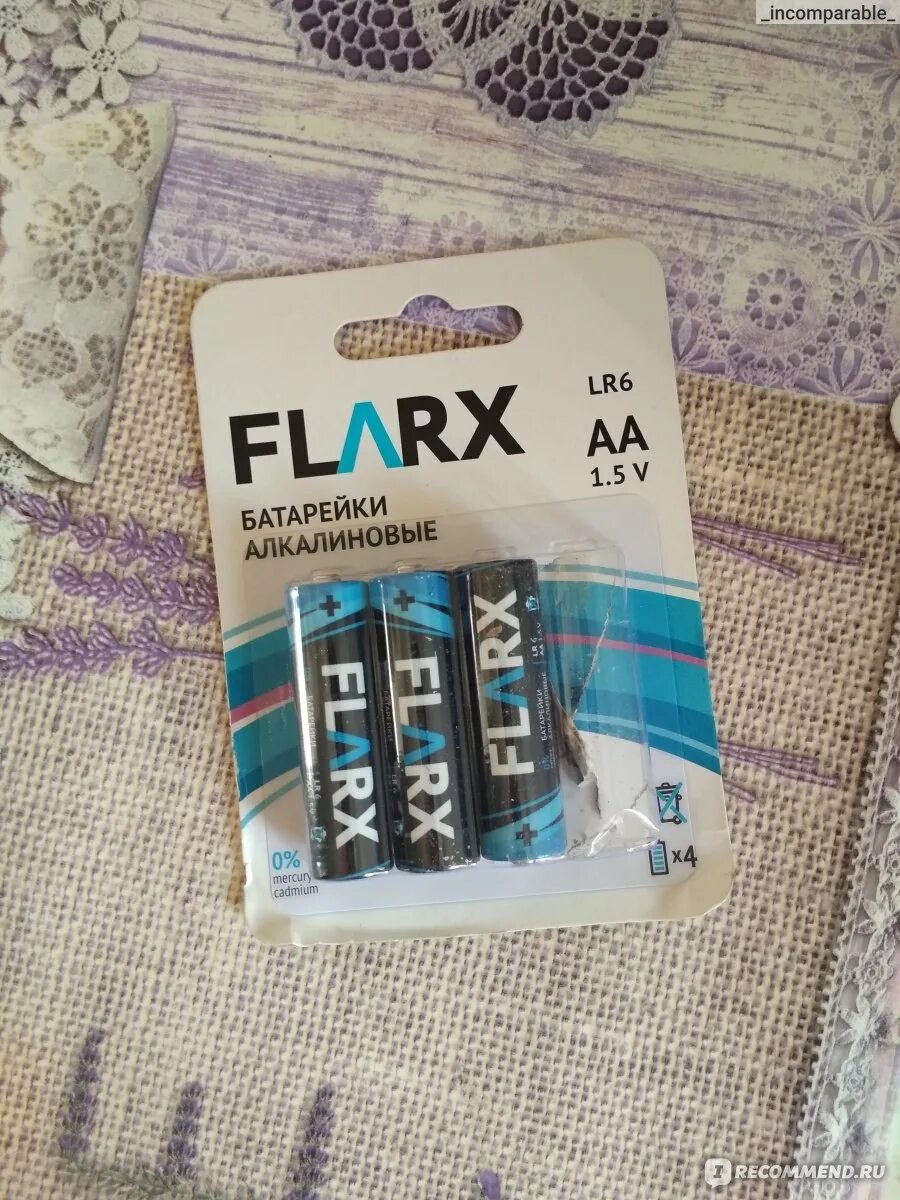 _incomparable_
LR6
FLARX
AA
1.5 V
БАТАРЕЙКИ
АЛКАЛИНОВЫЕ
FLARX
FLARX
FLARX
БАТАРЕЙКИ
АЛКАЛИНОВЫЕ
LR6
0%
mercury
cadmium
x4
IRECOMMEND.RU